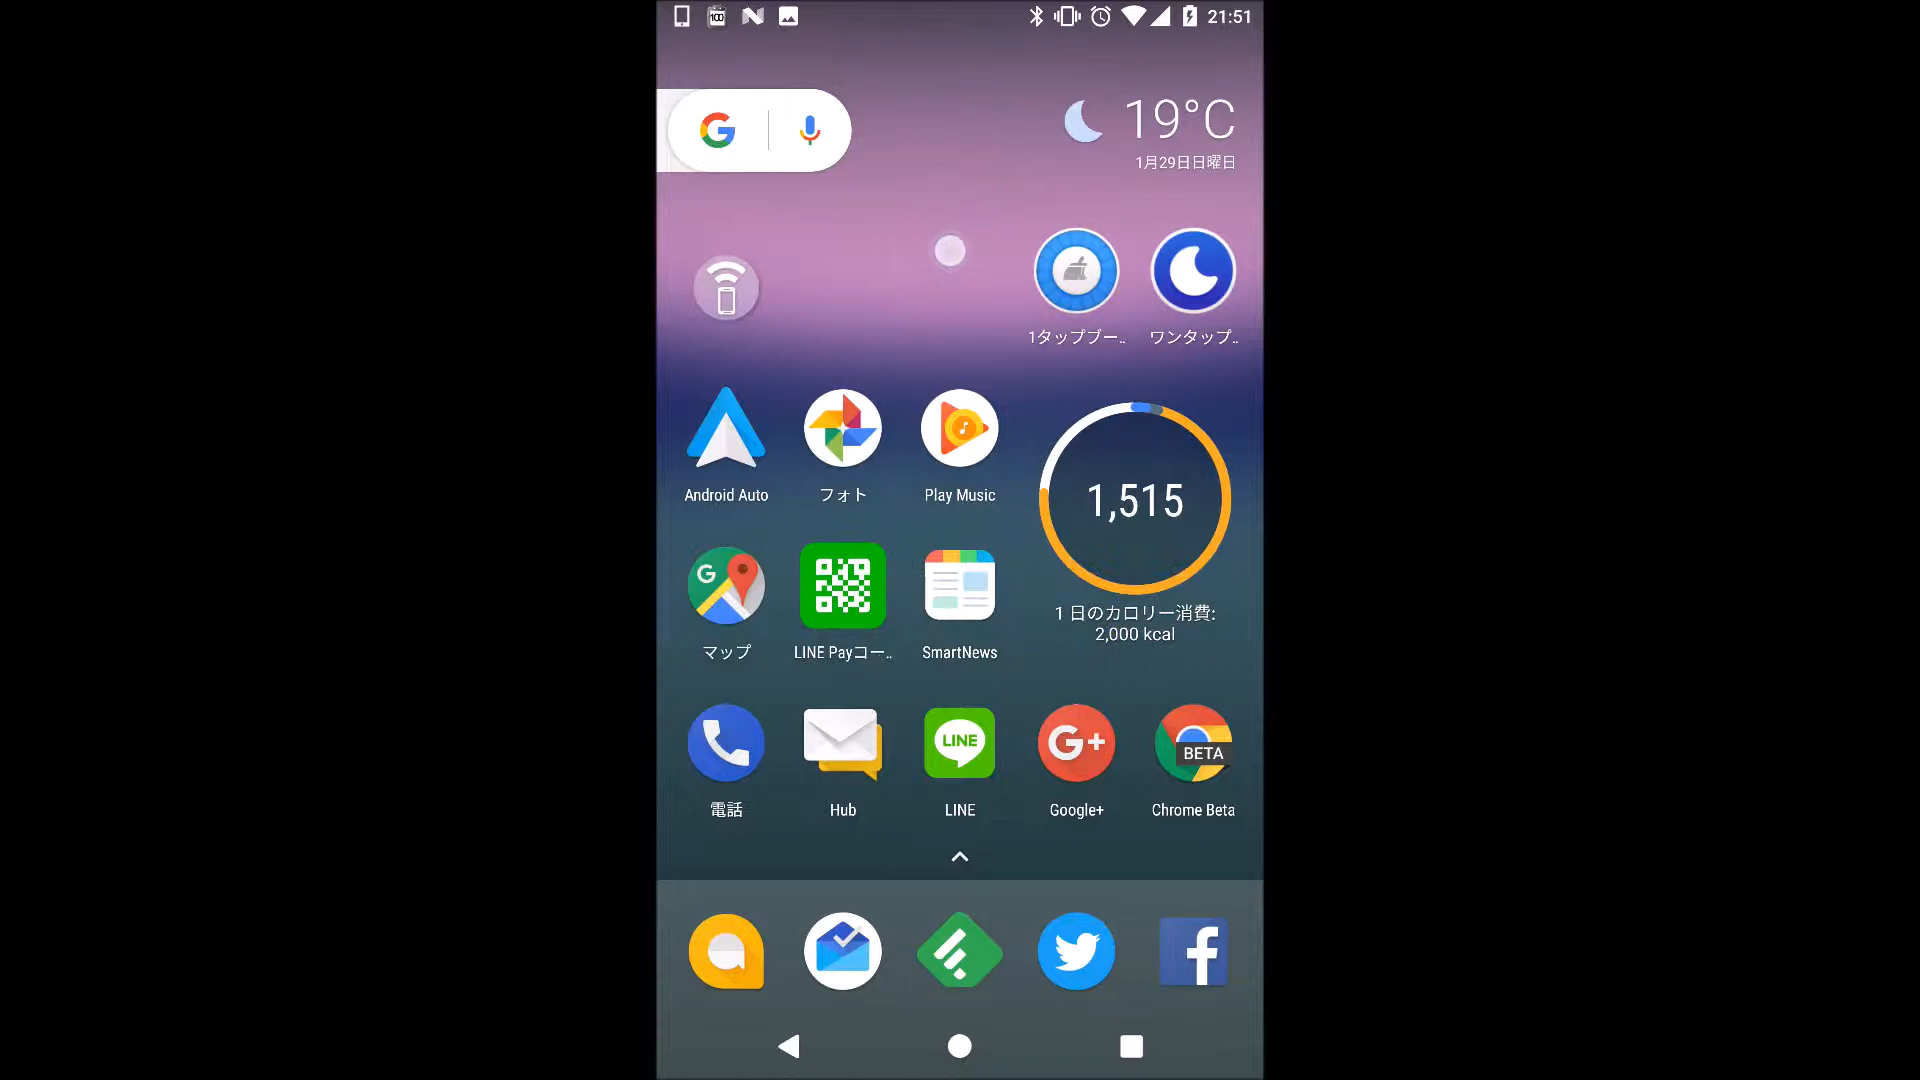 100
21:51
G
19°C
1月29日日曜日
1タップブー..
ワンタップ..
Android Auto
フォト
Play Music
1,515
1 日のカロリー消費:
2,000 kcal
G
マップ
LINE Payコー..
SmartNews
LINE
G+
BETA
電話
Hub
LINE
Google+
Chrome Beta
f